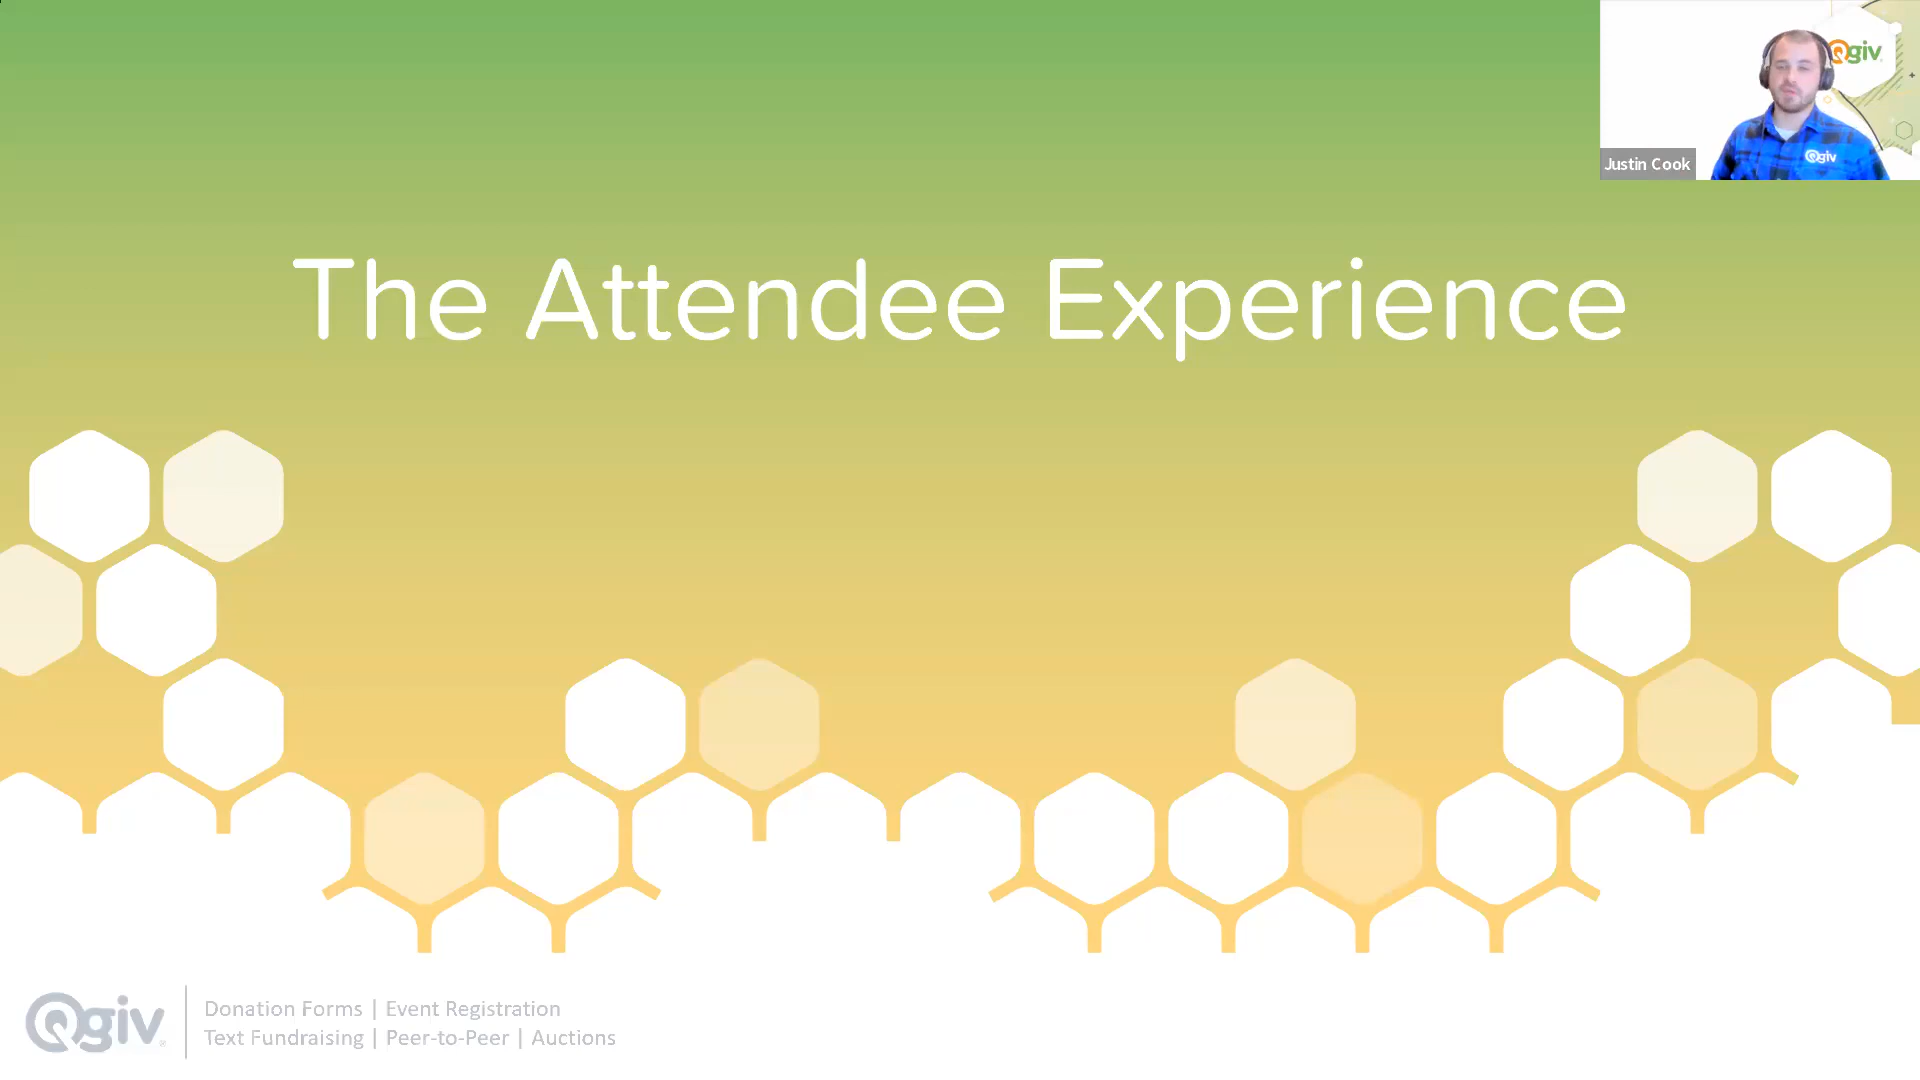 Qgiv
Qgiv
Justin Cook
The Attendee Experience
Qgiv
Donation Forms | Event Registration
Text Fundraising | Peer-to-Peer | Auctions